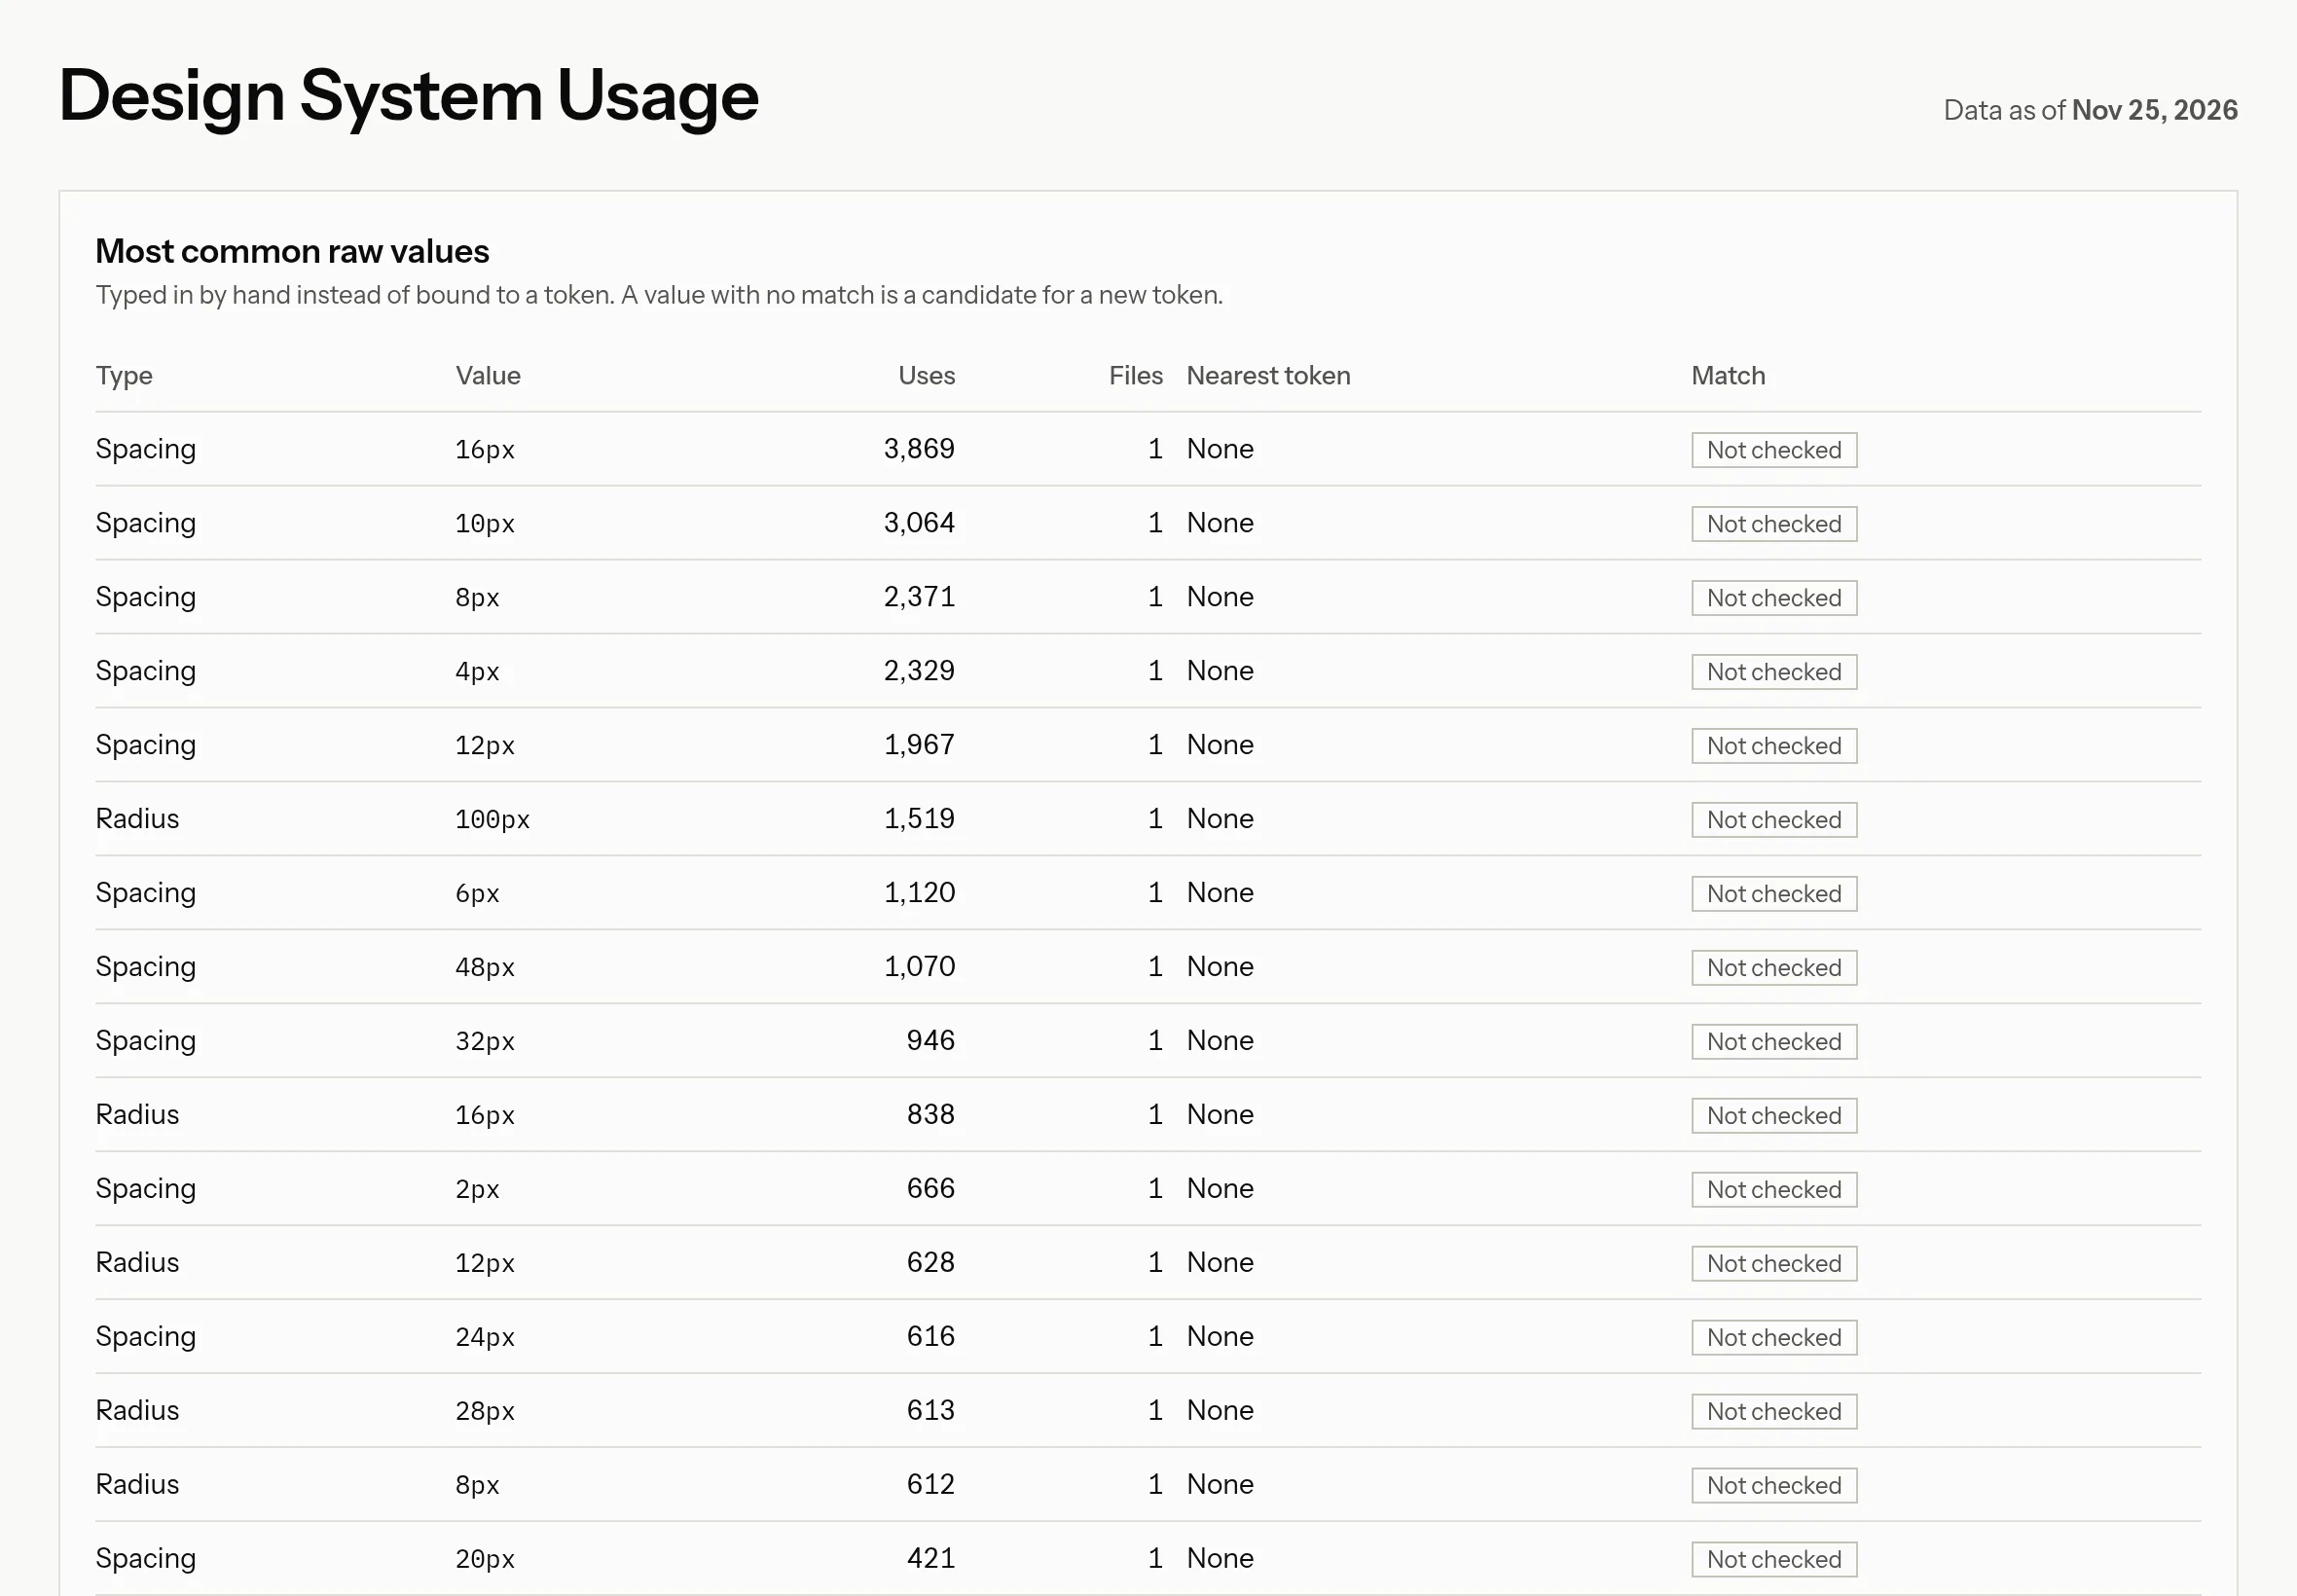 Design System Usage
Data as of Nov 25, 2026
Most common raw values
Typed in by hand instead of bound to a token. A value with no match is a candidate for a new token.
Type Value Uses Files Nearest token Match
Spacing 16px 3,869 1 None Not checked
Spacing 10px 3,064 1 None Not checked
Spacing 8px 2,371 1 None Not checked
Spacing 4px 2,329 1 None Not checked
Spacing 12px 1,967 1 None Not checked
Radius 100px 1,519 1 None Not checked
Spacing 6px 1,120 1 None Not checked
Spacing 48px 1,070 1 None Not checked
Spacing 32px 946 1 None Not checked
Radius 16px 838 1 None Not checked
Spacing 2px 666 1 None Not checked
Radius 12px 628 1 None Not checked
Spacing 24px 616 1 None Not checked
Radius 28px 613 1 None Not checked
Radius 8px 612 1 None Not checked
Spacing 20px 421 1 None Not checked